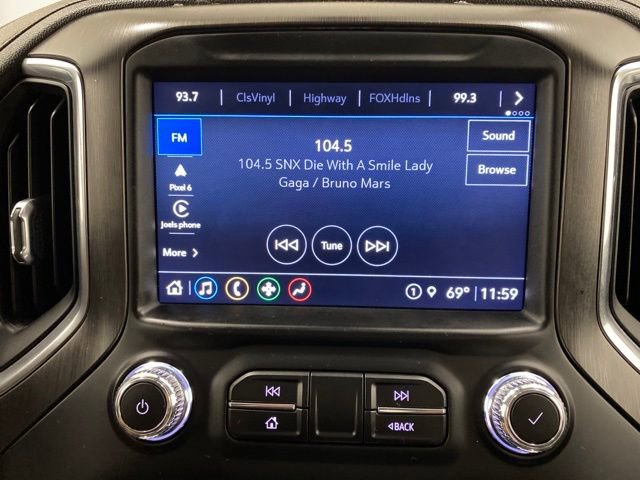 93.7 ClsVinyl Highway FOXHdlns 99.3
FM
104.5
104.5 SNX Die With A Smile Lady
Gaga / Bruno Mars
Sound
Browse
Pixel 6
Joels phone
More
Tune
1 69° 11:59
BACK